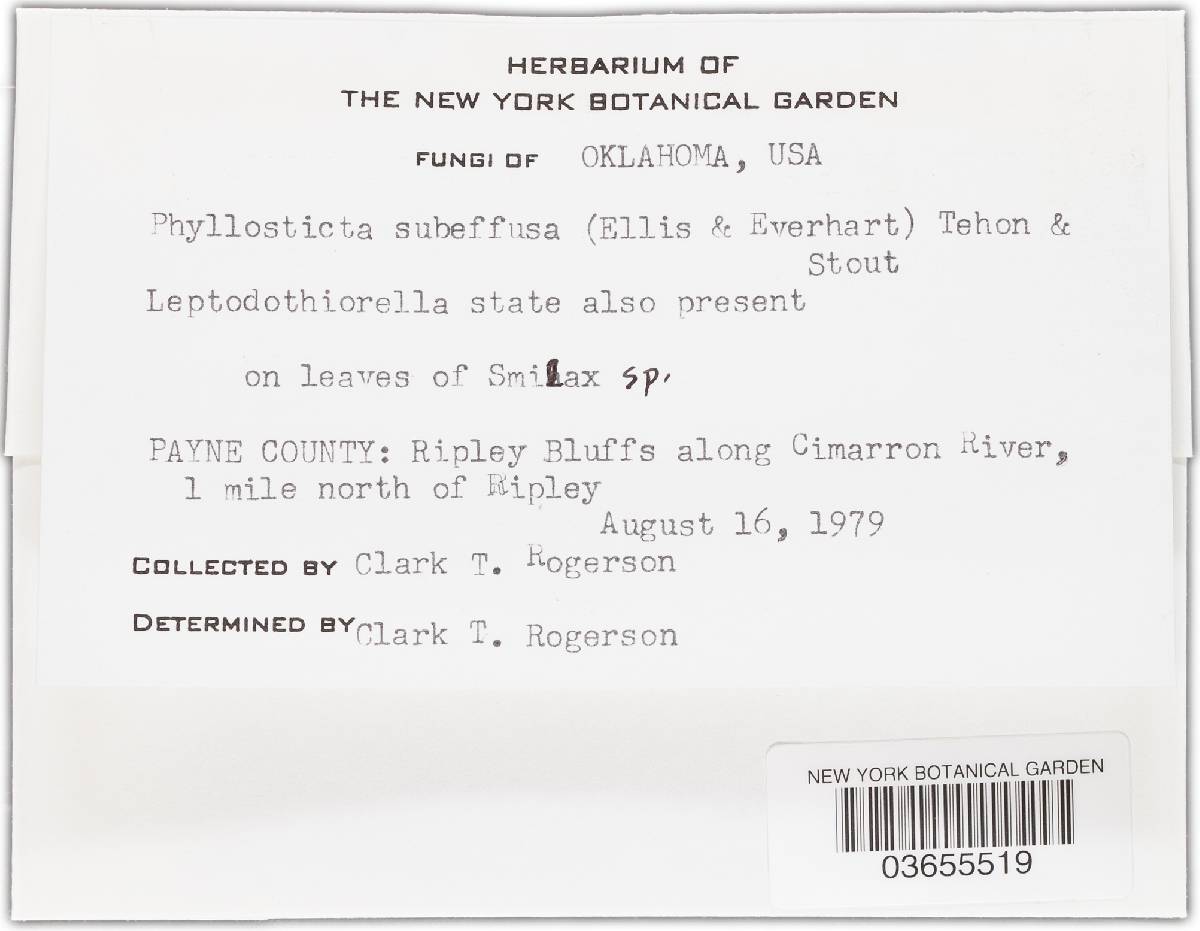 HERBARIUM OF
THE NEW YORK BOTANICAL GARDEN
FUNGI OF OKLAHOMA, USA
Phyllosticta subeffusa (Ellis & Everhart) Tehon &
Stout
Leptodothiorella state also present
on leaves of Smilax sp.
PAYNE COUNTY: Ripley Bluffs along Cimarron River,
1 mile north of Ripley
August 16, 1979
COLLECTED BY Clark T. Rogerson
DETERMINED BY Clark T. Rogerson
NEW YORK BOTANICAL GARDEN
03655519